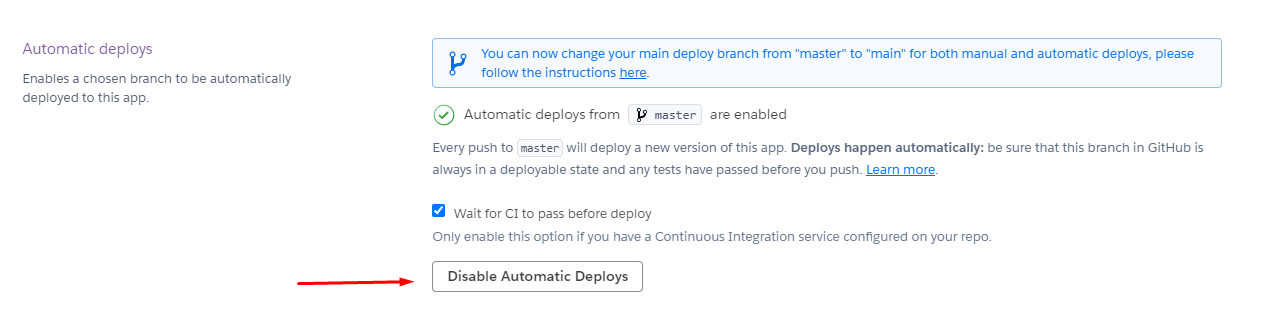 Automatic deploys
Enables a chosen branch to be automatically
deployed to this app.
You can now change your main deploy branch from "master" to "main" for both manual and automatic deploys, please
follow the instructions here.
Automatic deploys from master are enabled
Every push to master will deploy a new version of this app. Deploys happen automatically: be sure that this branch in GitHub is
always in a deployable state and any tests have passed before you push. Learn more.
Wait for CI to pass before deploy
Only enable this option if you have a Continuous Integration service configured on your repo.
Disable Automatic Deploys